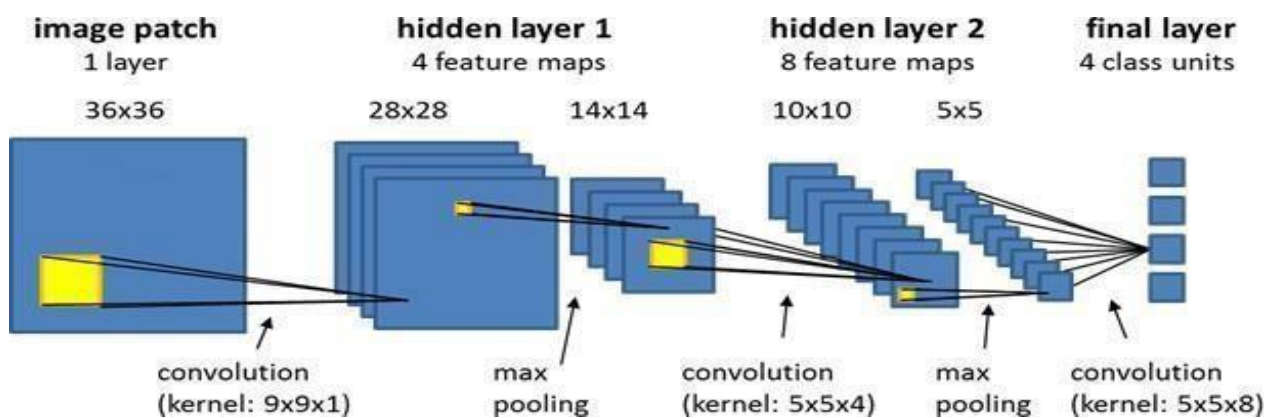 image patch hidden layer 1 hidden layer 2 final layer
1 layer 4 feature maps 8 feature maps 4 class units
36x36 28x28 14x14 10x10 5x5
convolution max convolution max convolution
(kernel: 9x9x1) pooling (kernel: 5x5x4) pooling (kernel: 5x5x8)